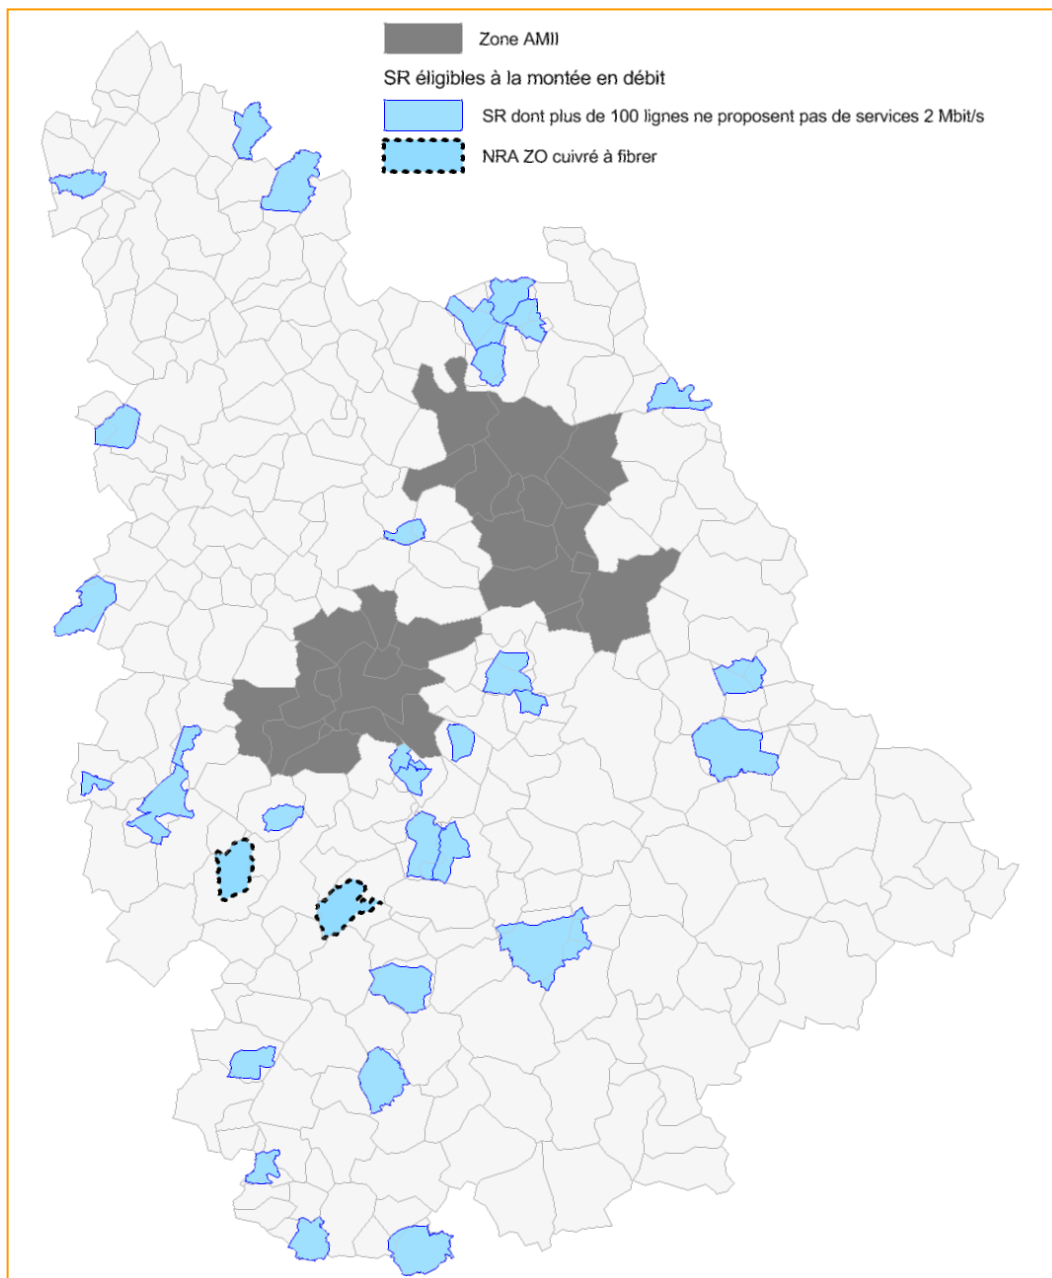 Zone AMII
SR éligibles à la montée en débit
SR dont plus de 100 lignes ne proposent pas de services 2 Mbit/s
NRA ZO cuivré à fibrer